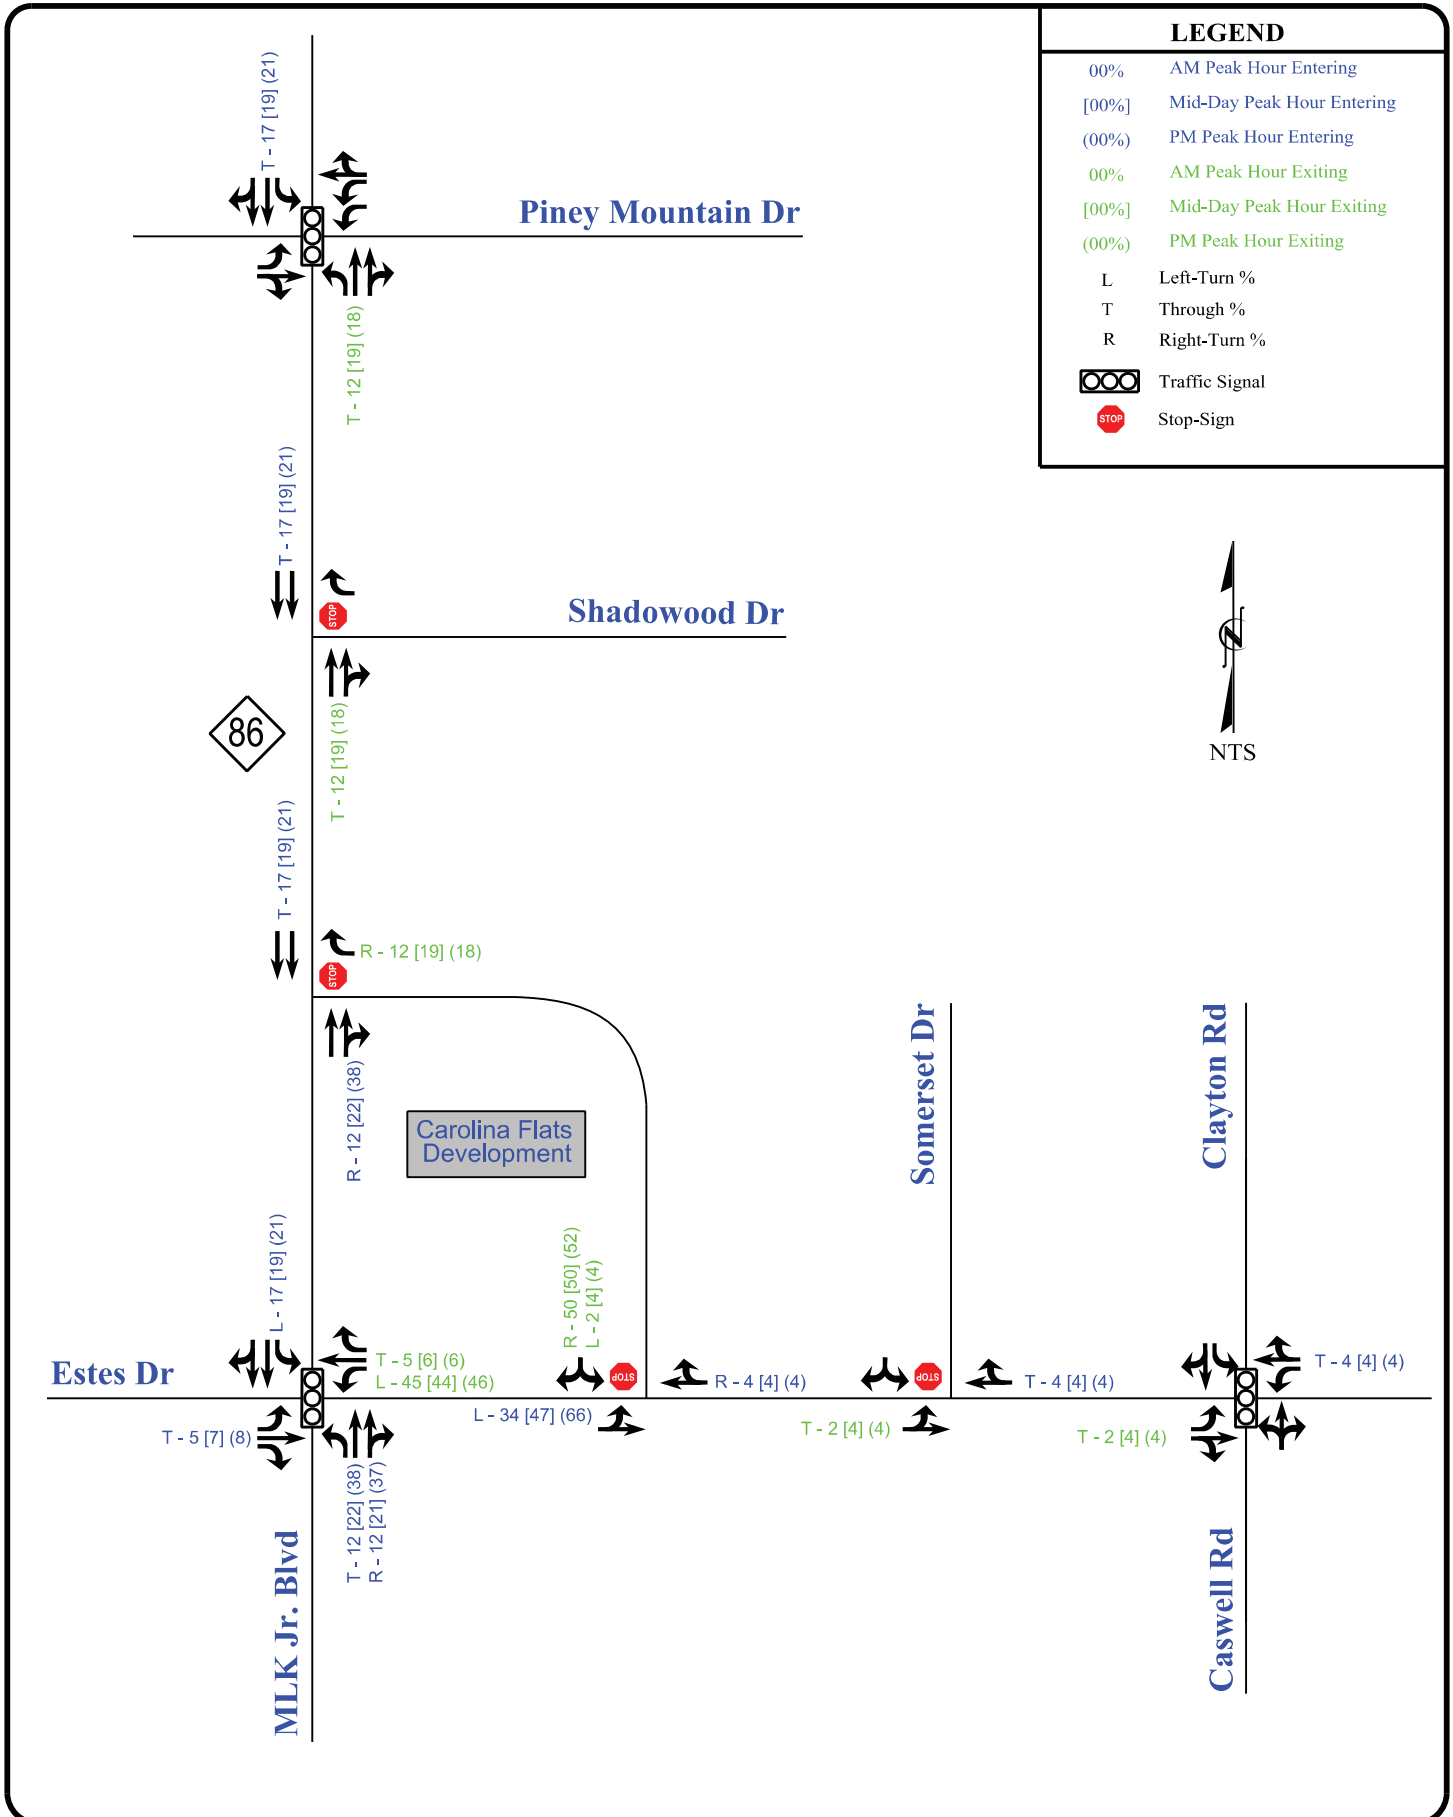 LEGEND
00% AM Peak Hour Entering
[00%] Mid-Day Peak Hour Entering
(00%) PM Peak Hour Entering
00% AM Peak Hour Exiting
[00%] Mid-Day Peak Hour Exiting
(00%) PM Peak Hour Exiting
L Left-Turn %
T Through %
R Right-Turn %
Traffic Signal
STOP Stop-Sign
T - 17 [19] (21)
Piney Mountain Dr
T - 12 [19] (18)
T - 17 [19] (21)
STOP
Shadowood Dr
T - 12 [19] (18)
86
NTS
T - 17 [19] (21)
R - 12 [19] (18)
STOP
R - 12 [22] (38)
Carolina Flats
Development
Somerset Dr
Clayton Rd
L - 17 [19] (21)
R - 50 [50] (52)
L - 2 [4] (4)
Estes Dr
T - 5 [6] (6)
L - 45 [44] (46)
STOP
R - 4 [4] (4)
STOP
T - 4 [4] (4)
T - 4 [4] (4)
L - 34 [47] (66)
T - 5 [7] (8)
T - 2 [4] (4)
T - 2 [4] (4)
T - 12 [22] (38)
R - 12 [21] (37)
MLK Jr. Blvd
Caswell Rd